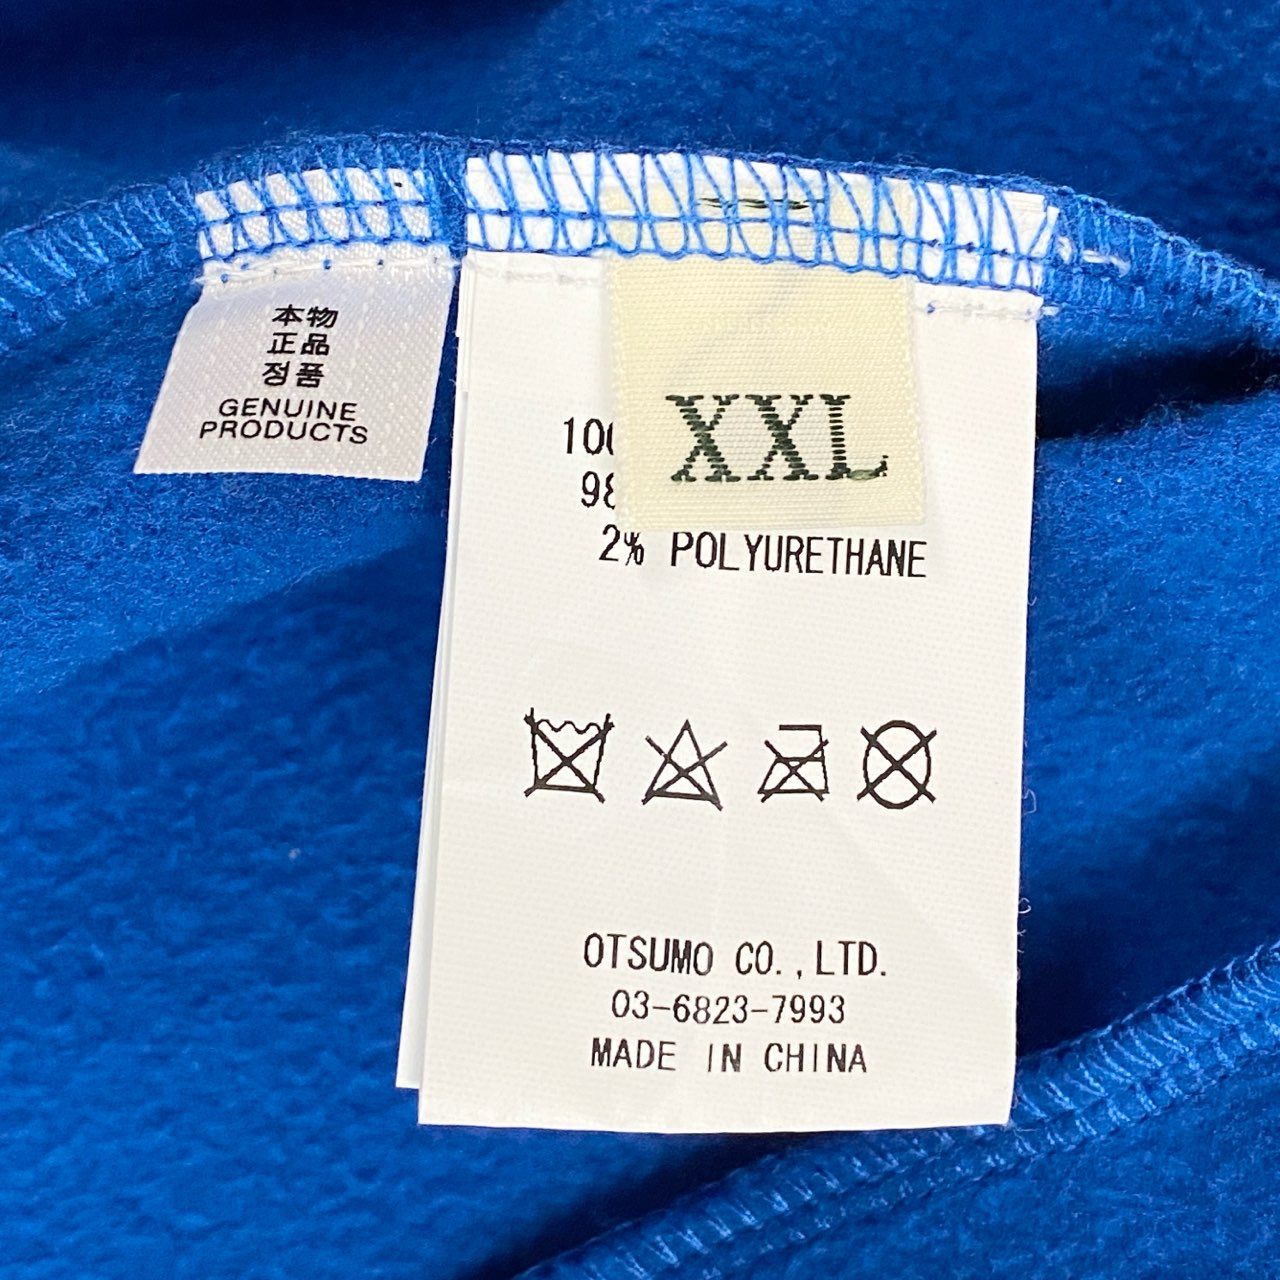 本物
正品
정품
GENUINE
PRODUCTS
XXL
2% POLYURETHANE
OTSUMO CO.,LTD.
03-6823-7993
MADE IN CHINA